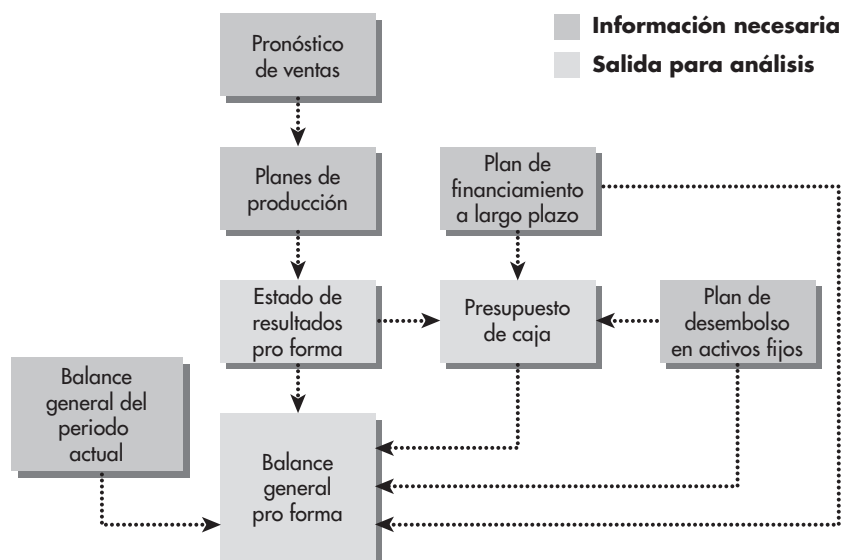 Pronóstico
de ventas
Información necesaria
Salida para análisis
Planes de
producción
Plan de
financiamiento
a largo plazo
Estado de
resultados
pro forma
Presupuesto
de caja
Plan de
desembolso
en activos fijos
Balance
general del
periodo
actual
Balance
general
pro forma